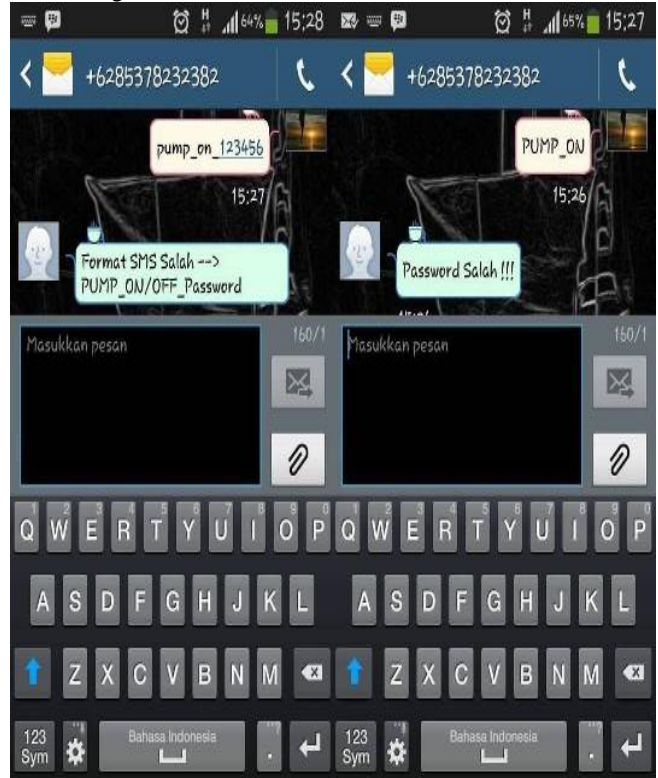 64% 15:28
+6285378232382
pump_on_123456
15:27
Format SMS Salah -->
PUMP_ON/OFF_Password
Masukkan pesan
160/1
Q W E R T Y U I O P
A S D F G H J K L
Z X C V B N M
123
Sym
Bahasa Indonesia
.
65% 15:27
+6285378232382
PUMP_ON
15:26
Password Salah !!!
Masukkan pesan
160/1
Q W E R T Y U I O P
A S D F G H J K L
Z X C V B N M
123
Sym
Bahasa Indonesia
.